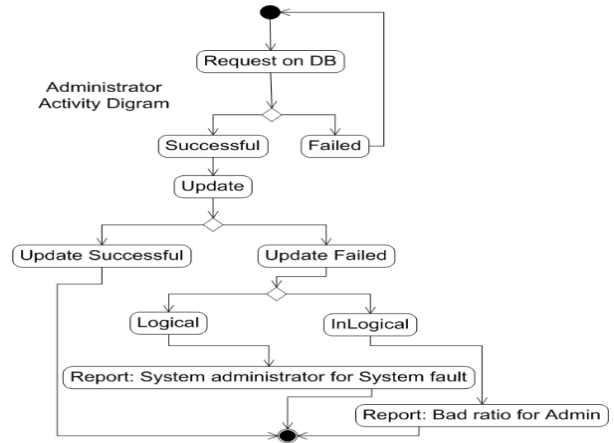 Request on DB
Administrator
Activity Digram
Successful
Failed
Update
Update Successful
Update Failed
Logical
InLogical
Report: System administrator for System fault
Report: Bad ratio for Admin